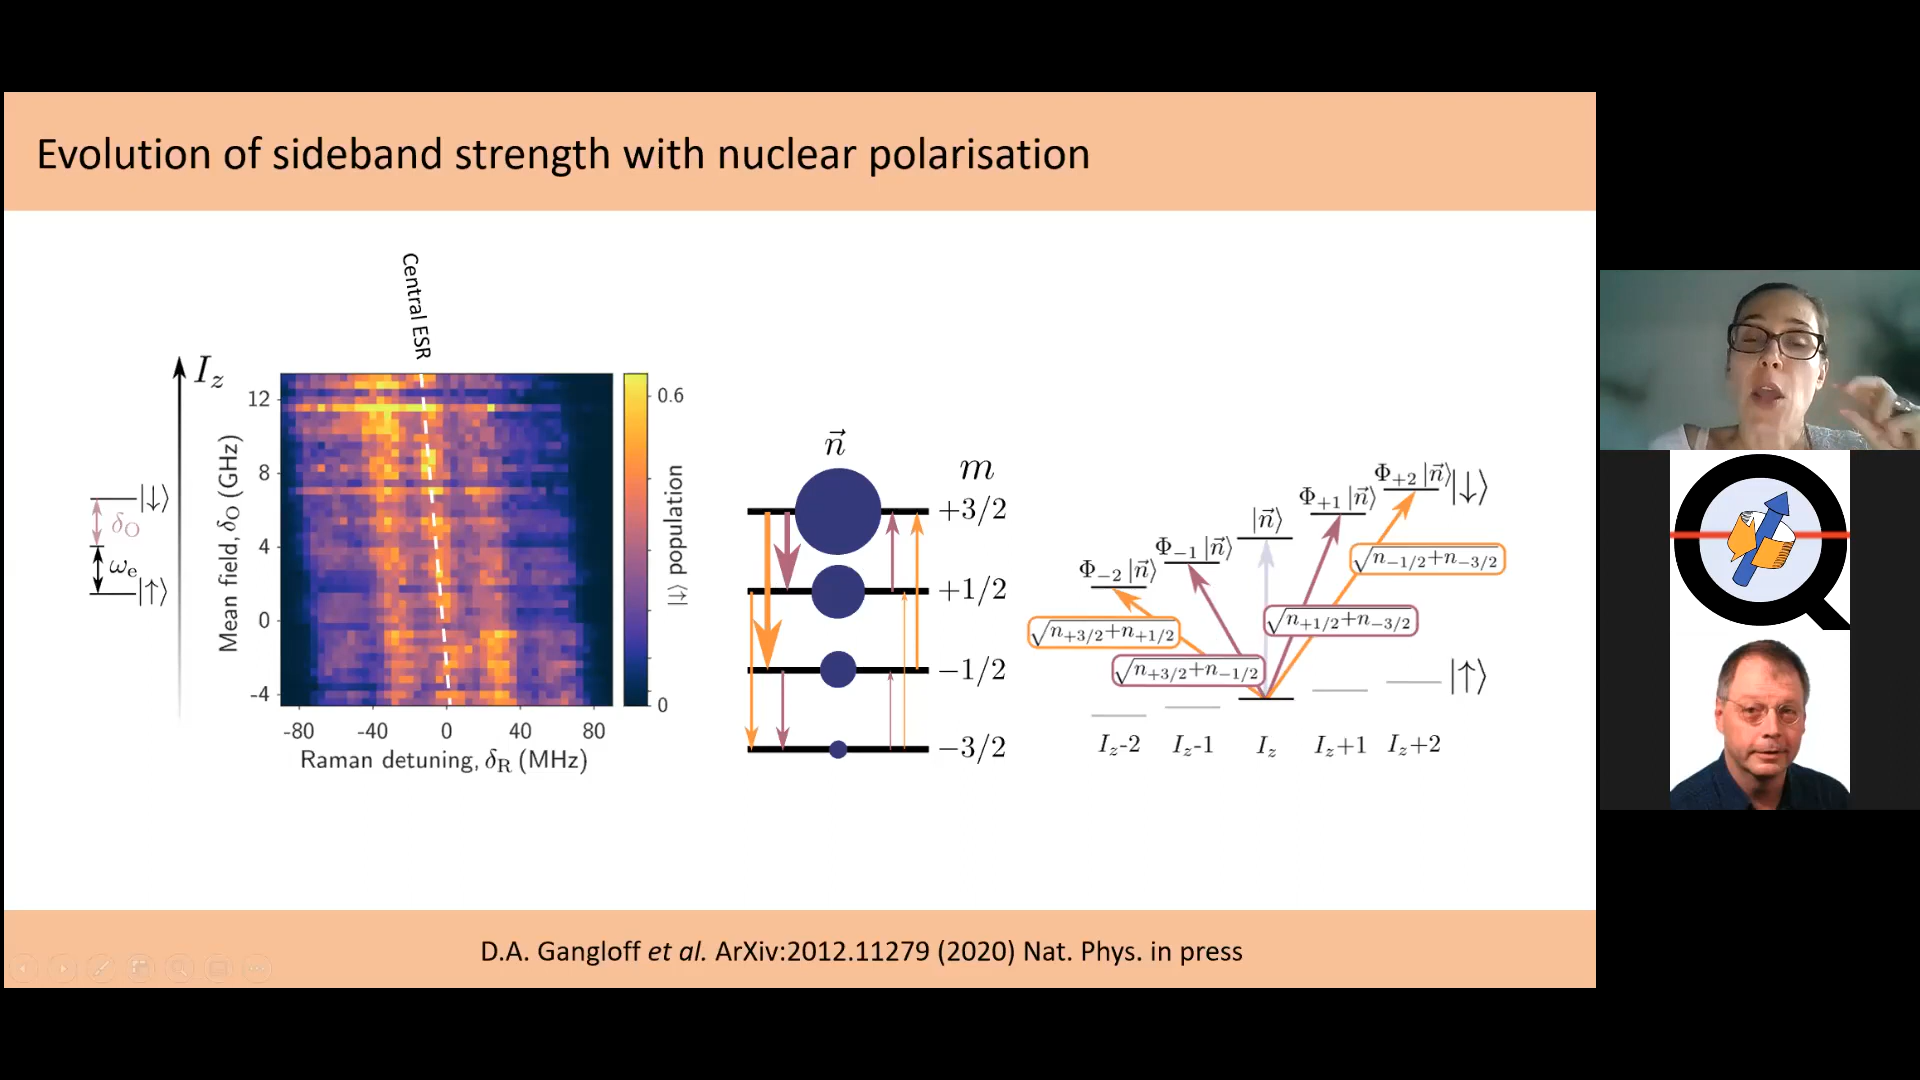 Evolution of sideband strength with nuclear polarisation
Central ESR
I_z
|↓⟩
δ_O
ω_e
|↑⟩
Mean field, δ_O (GHz)
12
8
4
0
-4
-80 -40 0 40 80
Raman detuning, δ_R (MHz)
0.6
0
|↑⟩ population
n⃗
m
+3/2
+1/2
−1/2
−3/2
Φ₋₂|n⃗⟩
Φ₋₁|n⃗⟩
|n⃗⟩
Φ₊₁|n⃗⟩
Φ₊₂|n⃗⟩
|↓⟩
√n_{+3/2}+n_{+1/2}
√n_{+3/2}+n_{−1/2}
√n_{+1/2}+n_{−3/2}
√n_{−1/2}+n_{−3/2}
|↑⟩
I_z-2 I_z-1 I_z I_z+1 I_z+2
D.A. Gangloff et al. ArXiv:2012.11279 (2020) Nat. Phys. in press